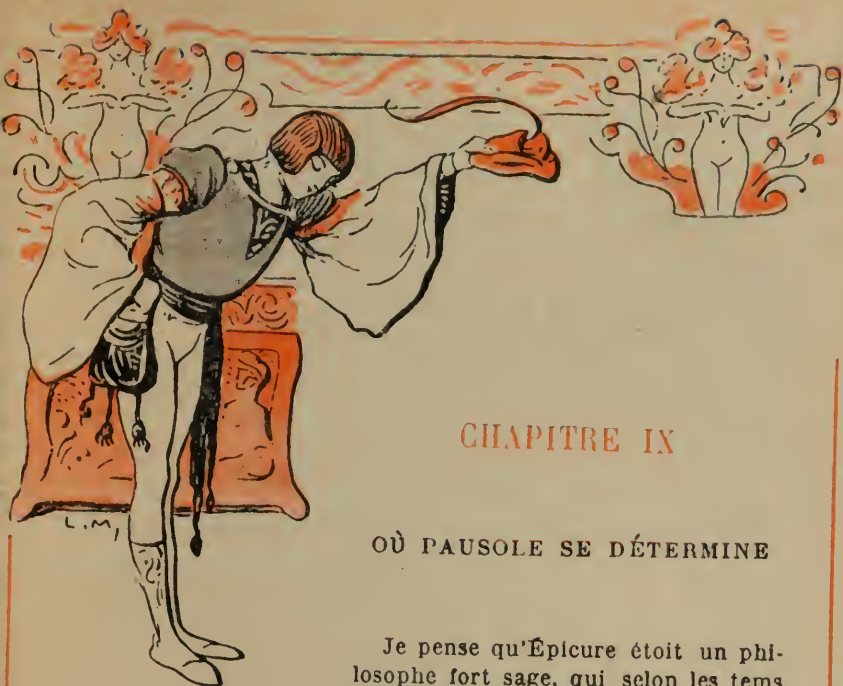 CHAPITRE IX
OÙ PAUSOLE SE DÉTERMINE
Je pense qu'Épicure étoit un phi-
losophe fort sage, qui selon les tems
L.M,